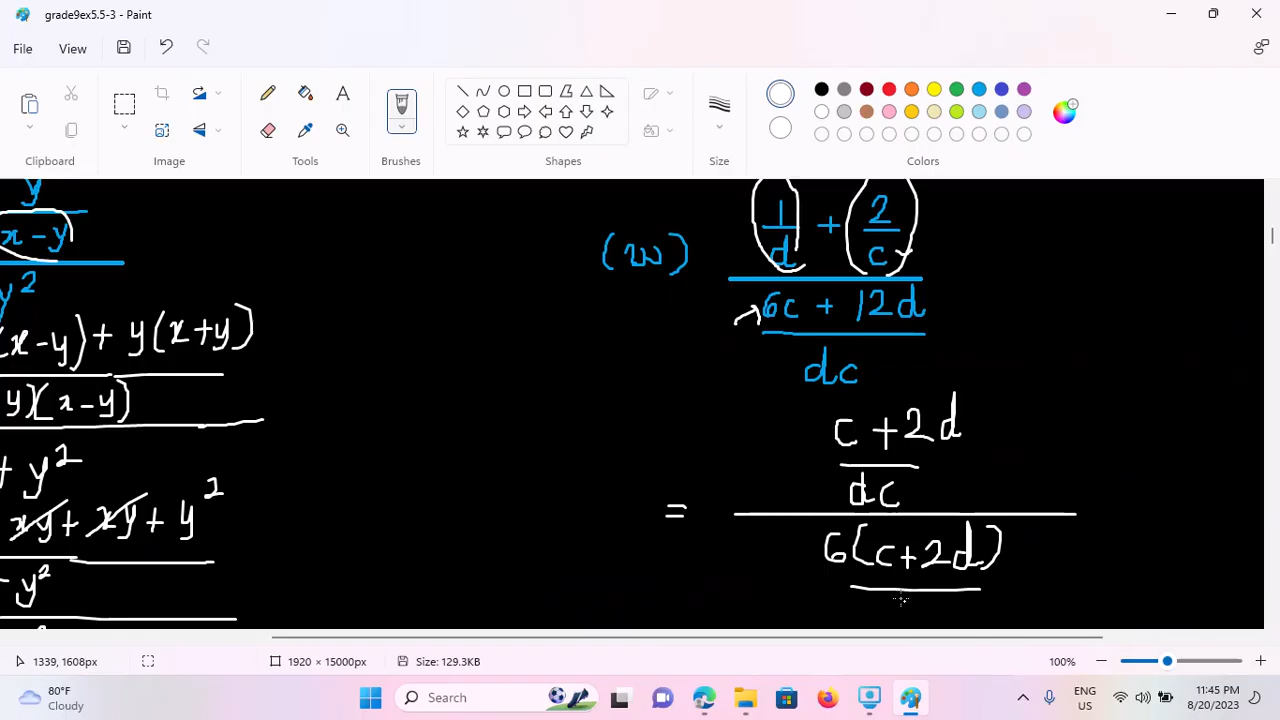 grade9ex5.5-3 - Paint
File View
Clipboard Image Tools Brushes Shapes Size Colors
y
x - y
y²
(x-y) + y(x+y)
y)(x-y)
+ y²
xy + xy + y²
- y²
1/d + 2/c
6c + 12d
dc
c + 2d
dc
=
6(c+2d)
1339, 1608px 1920 × 15000px Size: 129.3KB 100%
80°F
Cloudy
Search
ENG
US
11:45 PM
8/20/2023